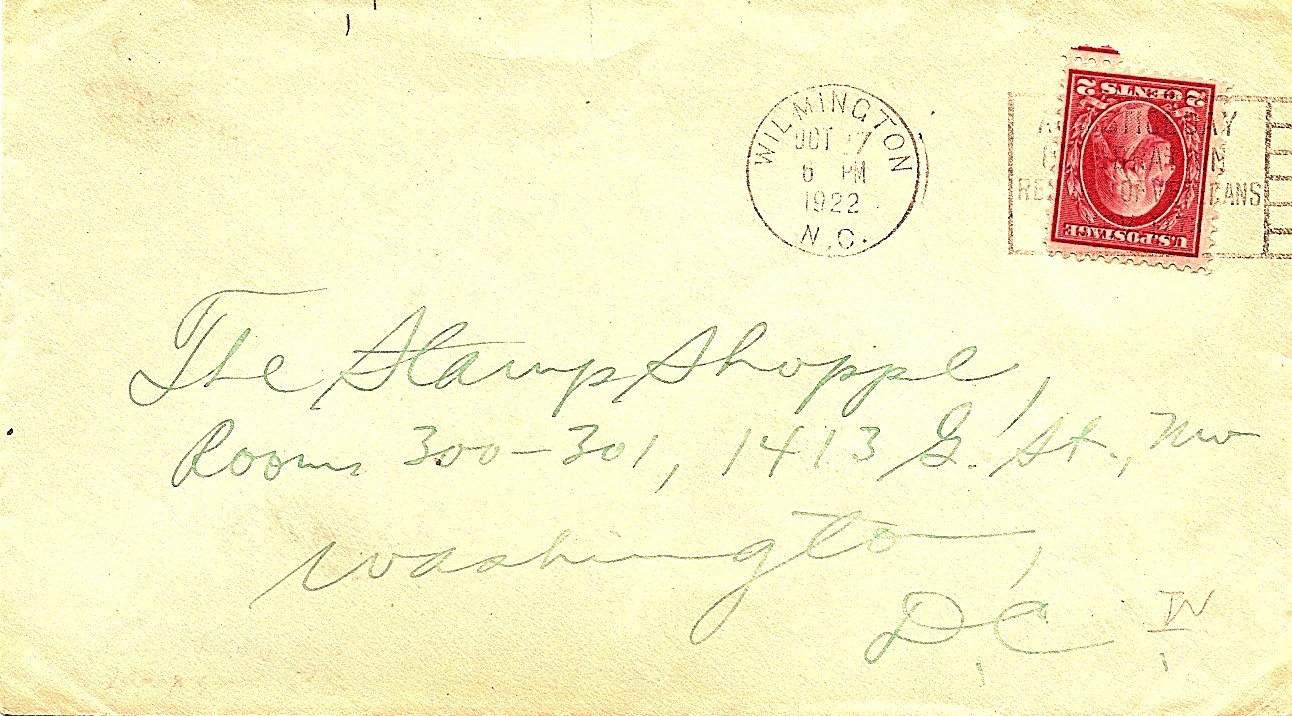 WILMINGTON
OCT 17
6 PM
1922
N.C.
2 CENTS 2
U.S. POSTAGE
The Stamp Shoppe,
Rooms 300-301, 1413 G. St., NW
Washington,
D.C.